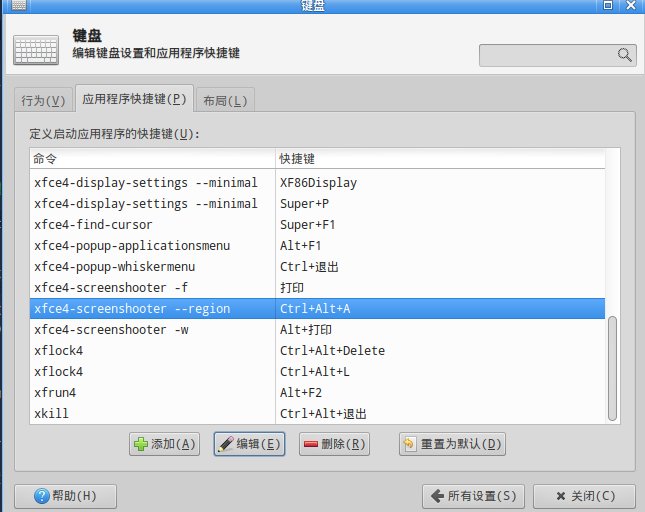 键盘
键盘
编辑键盘设置和应用程序快捷键
行为(V) 应用程序快捷键(P) 布局(L)
定义启动应用程序的快捷键(U):
命令 快捷键
xfce4-display-settings --minimal XF86Display
xfce4-display-settings --minimal Super+P
xfce4-find-cursor Super+F1
xfce4-popup-applicationsmenu Alt+F1
xfce4-popup-whiskermenu Ctrl+退出
xfce4-screenshooter -f 打印
xfce4-screenshooter --region Ctrl+Alt+A
xfce4-screenshooter -w Alt+打印
xflock4 Ctrl+Alt+Delete
xflock4 Ctrl+Alt+L
xfrun4 Alt+F2
xkill Ctrl+Alt+退出
添加(A) 编辑(E) 删除(R) 重置为默认(D)
帮助(H) 所有设置(S) 关闭(C)